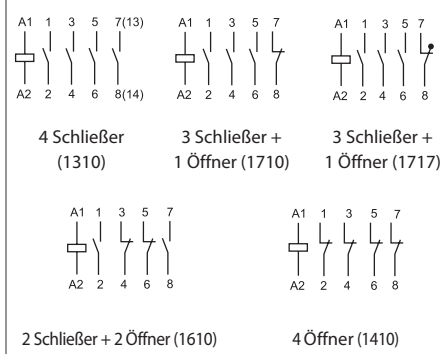 A1 1 3 5 7(13)
A2 2 4 6 8(14)
4 Schließer
(1310)
A1 1 3 5 7
A2 2 4 6 8
3 Schließer +
1 Öffner (1710)
A1 1 3 5 7
A2 2 4 6 8
3 Schließer +
1 Öffner (1717)
A1 1 3 5 7
A2 2 4 6 8
2 Schließer + 2 Öffner (1610)
A1 1 3 5 7
A2 2 4 6 8
4 Öffner (1410)